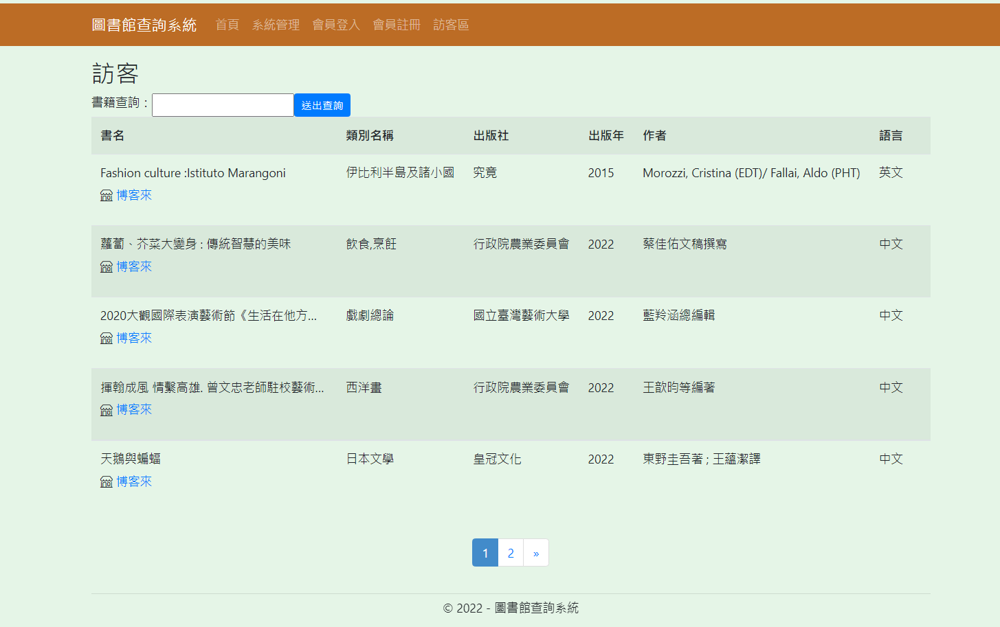 圖書館查詢系統 首頁 系統管理 會員登入 會員註冊 訪客區
訪客
書籍查詢： 送出查詢
書名 類別名稱 出版社 出版年 作者 語言
Fashion culture :Istituto Marangoni 伊比利半島及諸小國 究竟 2015 Morozzi, Cristina (EDT)/ Fallai, Aldo (PHT) 英文
博客來
蘿蔔、芥菜大變身 : 傳統智慧的美味 飲食,烹飪 行政院農業委員會 2022 蔡佳佑文稿撰寫 中文
博客來
2020大觀國際表演藝術節《生活在他方... 戲劇總論 國立臺灣藝術大學 2022 藍羚涵總編輯 中文
博客來
揮翰成風 情繫高雄. 曾文忠老師駐校藝術... 西洋畫 行政院農業委員會 2022 王歆昀等編著 中文
博客來
天鵝與蝙蝠 日本文學 皇冠文化 2022 東野圭吾著 ; 王蘊潔譯 中文
博客來
1 2 »
© 2022 - 圖書館查詢系統